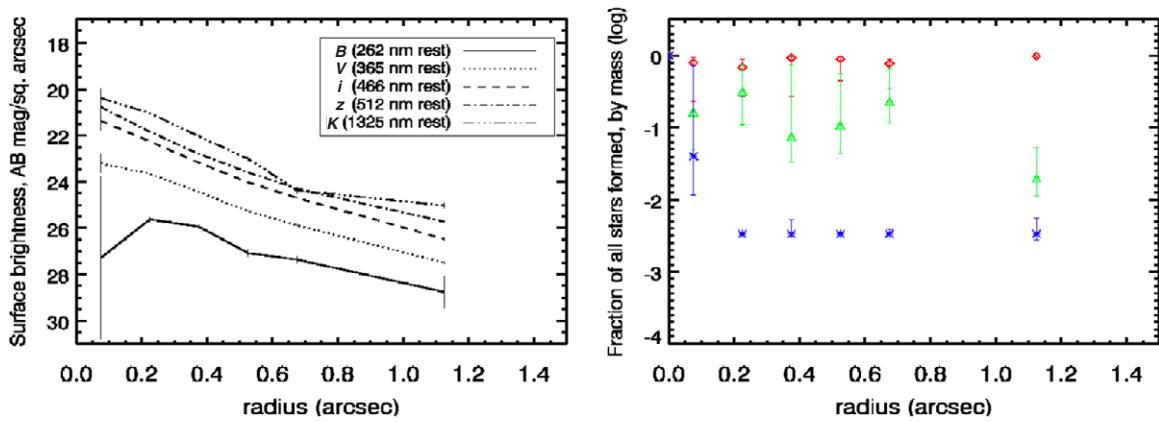 Surface brightness, AB mag/sq. arcsec
18
20
22
24
26
28
30
B (262 nm rest)
V (365 nm rest)
i (466 nm rest)
z (512 nm rest)
K (1325 nm rest)
0.0 0.2 0.4 0.6 0.8 1.0 1.2 1.4
radius (arcsec)
Fraction of all stars formed, by mass (log)
0
-1
-2
-3
-4
0.0 0.2 0.4 0.6 0.8 1.0 1.2 1.4
radius (arcsec)